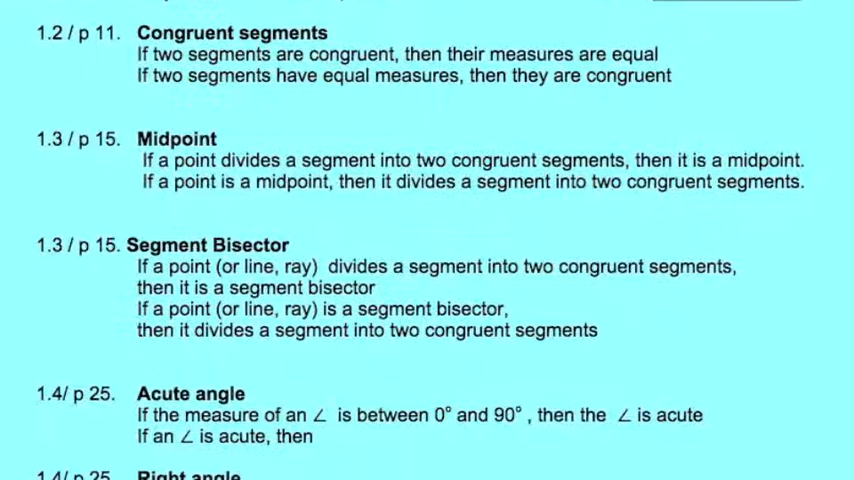 1.2 / p 11. Congruent segments
If two segments are congruent, then their measures are equal
If two segments have equal measures, then they are congruent
1.3 / p 15. Midpoint
If a point divides a segment into two congruent segments, then it is a midpoint.
If a point is a midpoint, then it divides a segment into two congruent segments.
1.3 / p 15. Segment Bisector
If a point (or line, ray) divides a segment into two congruent segments,
then it is a segment bisector
If a point (or line, ray) is a segment bisector,
then it divides a segment into two congruent segments
1.4/ p 25. Acute angle
If the measure of an ∠ is between 0° and 90° , then the ∠ is acute
If an ∠ is acute, then
1.4/ p 25 Right angle